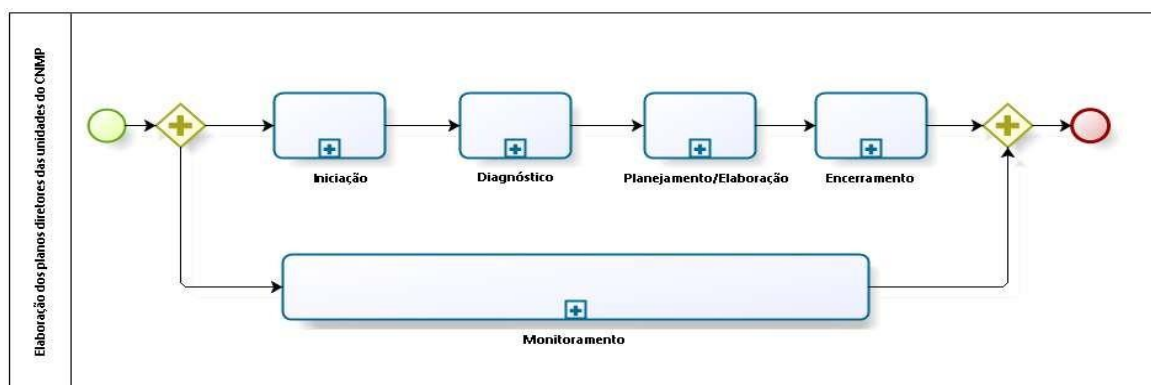 Elaboração dos planos diretores das unidades do CNMP
Iniciação
Diagnóstico
Planejamento/Elaboração
Encerramento
Monitoramento